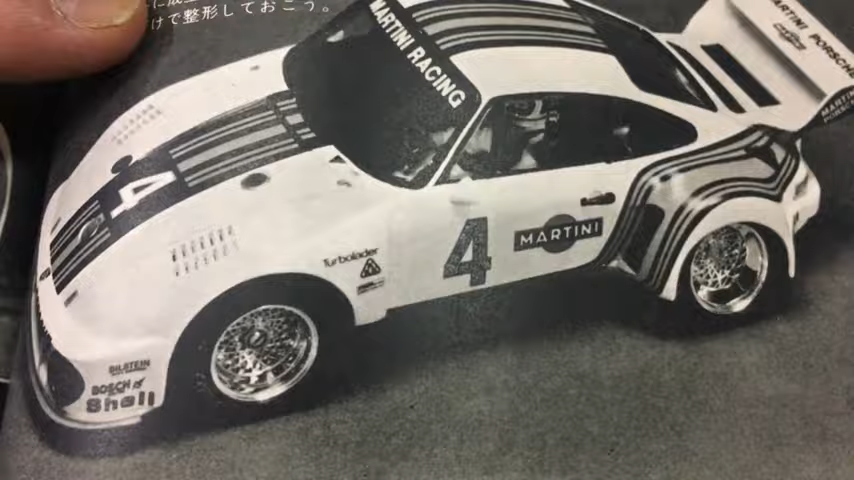 けで整形しておこう。
MARTINI RACING
MARTINI PORSCHE
4
4
MARTINI
Turbolader
BILSTEIN
BOSCH
Shell